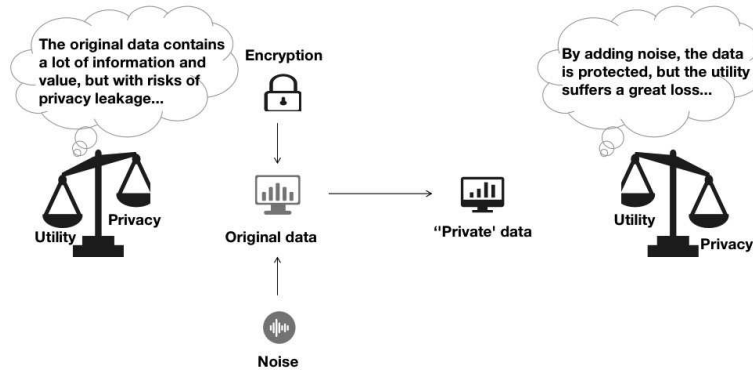 The original data contains
a lot of information and
value, but with risks of
privacy leakage...
Encryption
By adding noise, the data
is protected, but the utility
suffers a great loss...
Privacy
Utility
Original data
"Private' data
Utility
Privacy
Noise